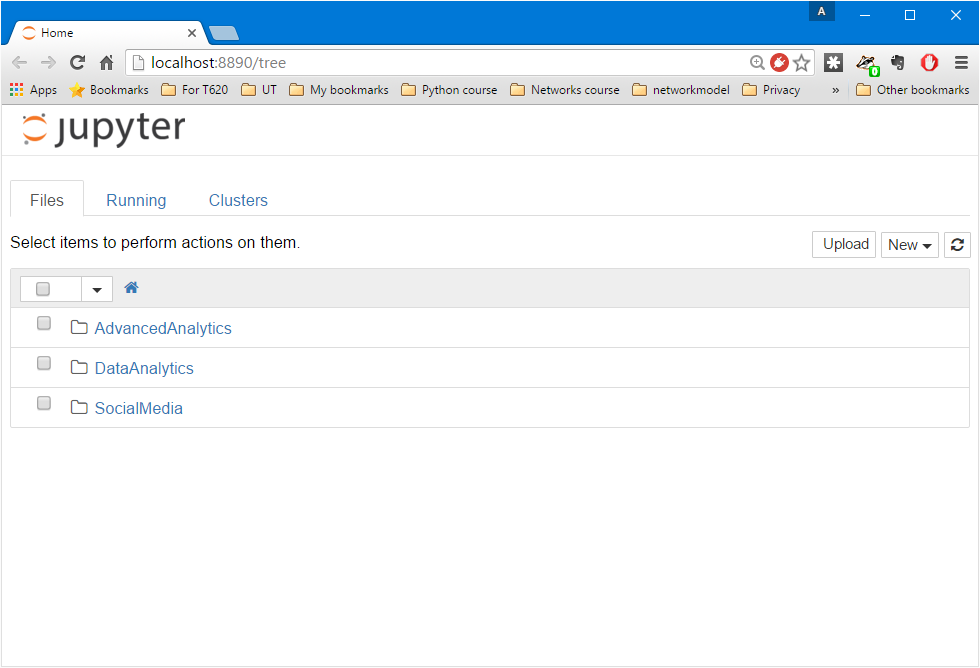 A
Home
localhost:8890/tree
0
Apps Bookmarks For T620 UT My bookmarks Python course Networks course networkmodel Privacy » Other bookmarks
jupyter
Files Running Clusters
Select items to perform actions on them. Upload New
AdvancedAnalytics
DataAnalytics
SocialMedia